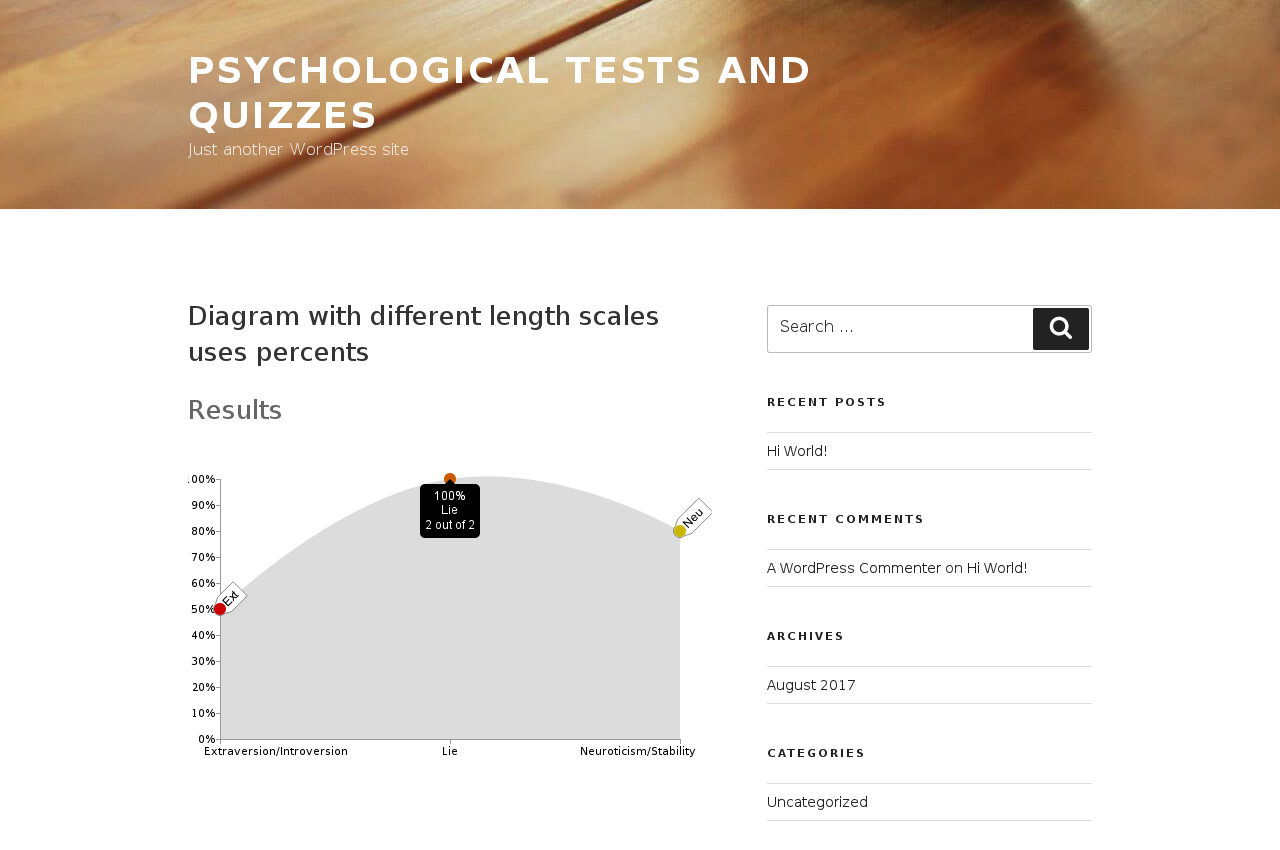 PSYCHOLOGICAL TESTS AND
QUIZZES
Just another WordPress site
Diagram with different length scales
uses percents
Results
00%
90%
80%
70%
60%
50%
40%
30%
20%
10%
0%
Ext
100%
Lie
2 out of 2
Neu
Extraversion/Introversion
Lie
Neuroticism/Stability
Search …
RECENT POSTS
Hi World!
RECENT COMMENTS
A WordPress Commenter on Hi World!
ARCHIVES
August 2017
CATEGORIES
Uncategorized